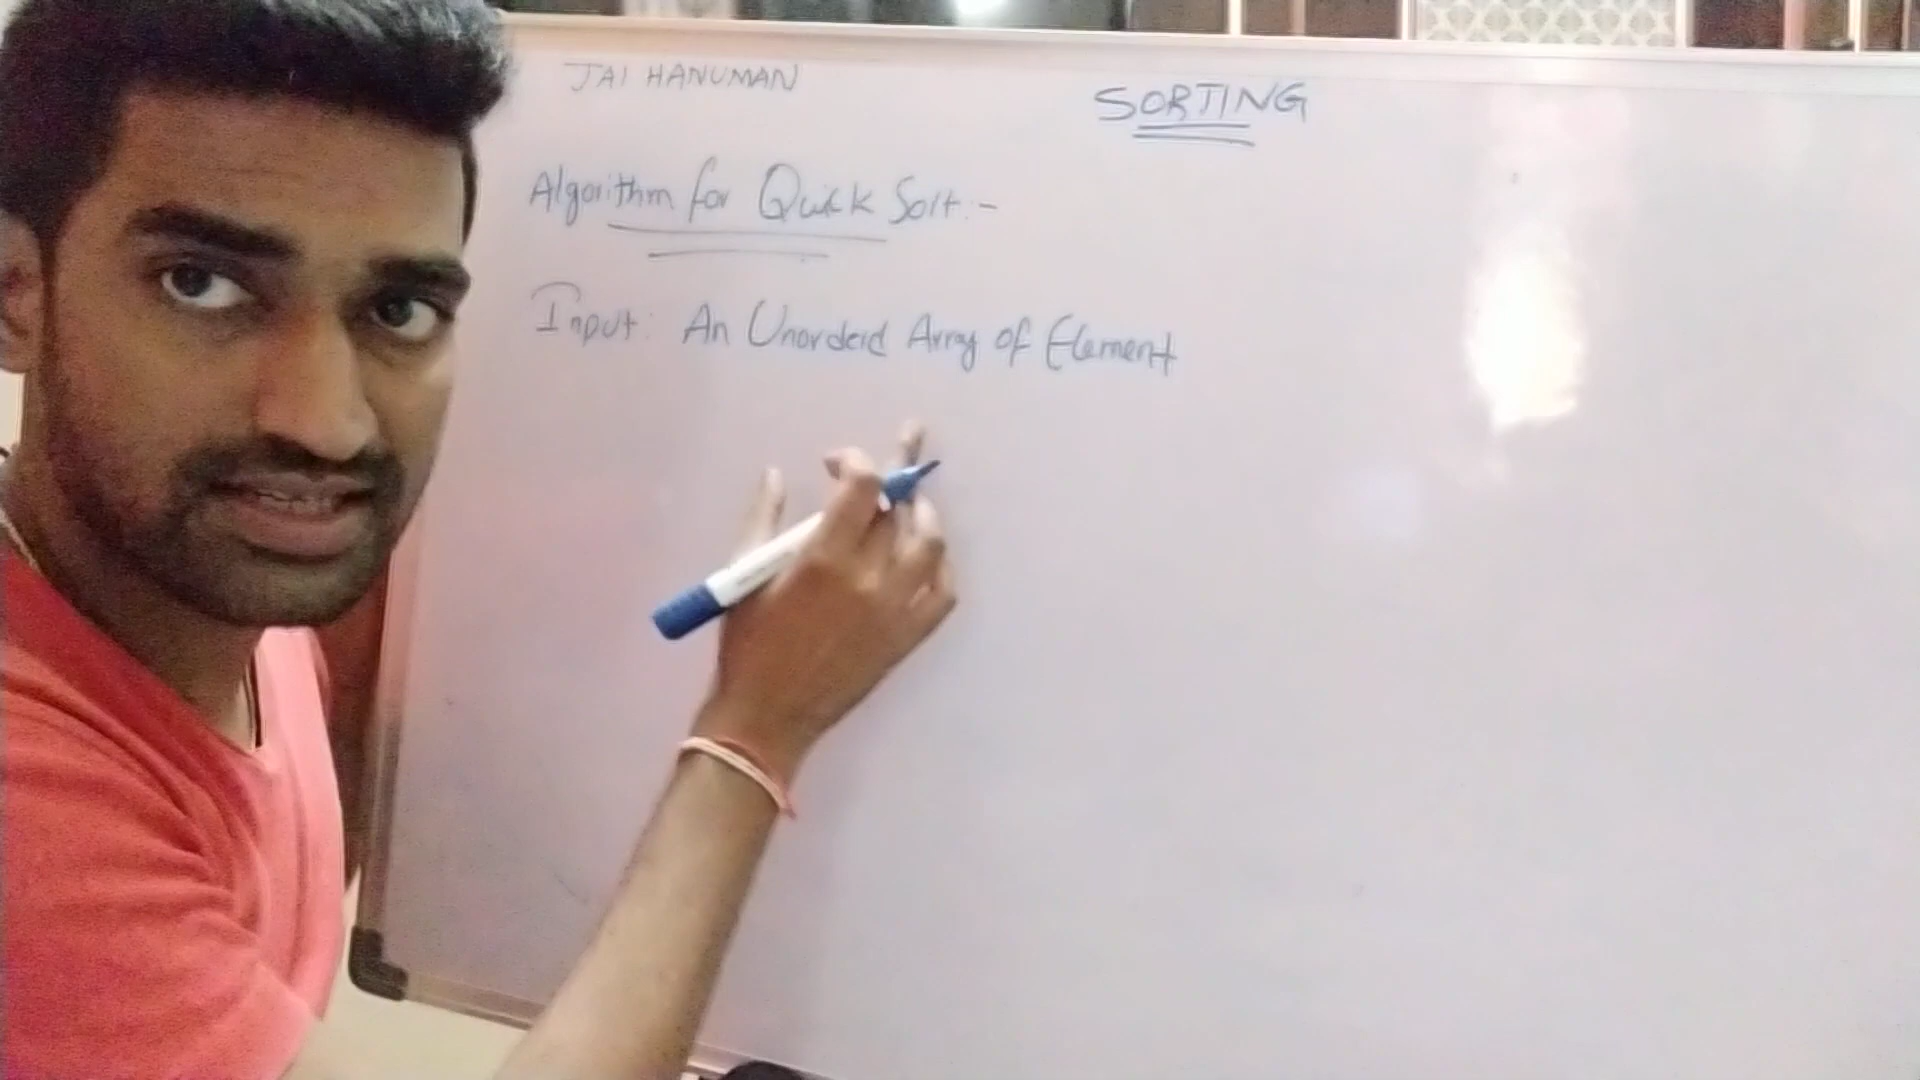 JAI HANUMAN
SORTING
Algorithm for Quick Sort:-
Input: An Unorderd Array of Element